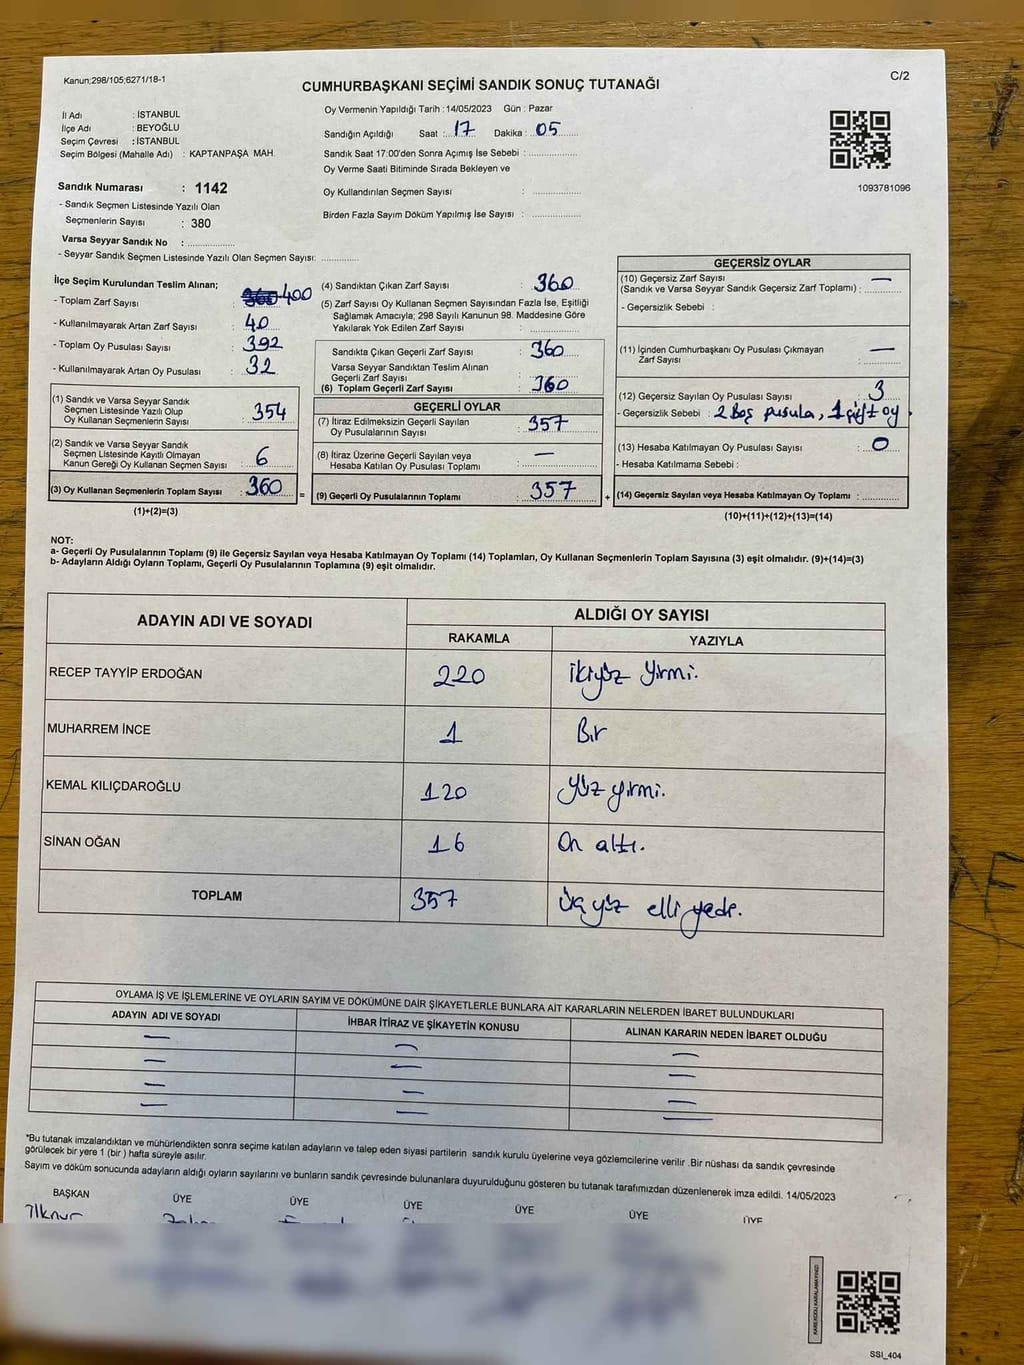 Kanun:298/105;6271/18-1
C/2
CUMHURBAŞKANI SEÇİMİ SANDIK SONUÇ TUTANAĞI
İl Adı : İSTANBUL
İlçe Adı : BEYOĞLU
Seçim Çevresi : İSTANBUL
Seçim Bölgesi (Mahalle Adı) : KAPTANPAŞA MAH.
Sandık Numarası : 1142
- Sandık Seçmen Listesinde Yazılı Olan
Seçmenlerin Sayısı : 380
Varsa Seyyar Sandık No :
- Seyyar Sandık Seçmen Listesinde Yazılı Olan Seçmen Sayısı:
Oy Vermenin Yapıldığı Tarih : 14/05/2023 Gün : Pazar
Sandığın Açıldığı Saat : 17 Dakika : 05
Sandık Saat 17:00'den Sonra Açımış İse Sebebi :
Oy Verme Saati Bitiminde Sırada Bekleyen ve
Oy Kullandırılan Seçmen Sayısı :
Birden Fazla Sayım Döküm Yapılmış İse Sayısı :
1093781096
İlçe Seçim Kurulundan Teslim Alınan;
- Toplam Zarf Sayısı : 360 400
- Kullanılmayarak Artan Zarf Sayısı : 40
- Toplam Oy Pusulası Sayısı : 392
- Kullanılmayarak Artan Oy Pusulası : 32
(1) Sandık ve Varsa Seyyar Sandık
Seçmen Listesinde Yazılı Olup
Oy Kullanan Seçmenlerin Sayısı : 354
(2) Sandık ve Varsa Seyyar Sandık
Seçmen Listesinde Kayıtlı Olmayan
Kanun Gereği Oy Kullanan Seçmen Sayısı : 6
(3) Oy Kullanan Seçmenlerin Toplam Sayısı : 360
(1)+(2)=(3)
=
(4) Sandıktan Çıkan Zarf Sayısı : 360
(5) Zarf Sayısı Oy Kullanan Seçmen Sayısından Fazla İse, Eşitliği
Sağlamak Amacıyla; 298 Sayılı Kanunun 98. Maddesine Göre
Yakılarak Yok Edilen Zarf Sayısı :
Sandıkta Çıkan Geçerli Zarf Sayısı : 360
Varsa Seyyar Sandıktan Teslim Alınan
Geçerli Zarf Sayısı :
(6) Toplam Geçerli Zarf Sayısı : 360
GEÇERLİ OYLAR
(7) İtiraz Edilmeksizin Geçerli Sayılan
Oy Pusulalarının Sayısı : 357
(8) İtiraz Üzerine Geçerli Sayılan veya
Hesaba Katılan Oy Pusulası Toplamı : —
(9) Geçerli Oy Pusulalarının Toplamı : 357
+
GEÇERSİZ OYLAR
(10) Geçersiz Zarf Sayısı —
(Sandık ve Varsa Seyyar Sandık Geçersiz Zarf Toplamı) :
- Geçersizlik Sebebi :
(11) İçinden Cumhurbaşkanı Oy Pusulası Çıkmayan —
Zarf Sayısı :
(12) Geçersiz Sayılan Oy Pusulası Sayısı : 3
- Geçersizlik Sebebi : 2 Boş pusula, 1 çift oy.
(13) Hesaba Katılmayan Oy Pusulası Sayısı : 0
- Hesaba Katılmama Sebebi :
(14) Geçersiz Sayılan veya Hesaba Katılmayan Oy Toplamı :
(10)+(11)+(12)+(13)=(14)
NOT:
a- Geçerli Oy Pusulalarının Toplamı (9) ile Geçersiz Sayılan veya Hesaba Katılmayan Oy Toplamı (14) Toplamları, Oy Kullanan Seçmenlerin Toplam Sayısına (3) eşit olmalıdır. (9)+(14)=(3)
b- Adayların Aldığı Oyların Toplamı, Geçerli Oy Pusulalarının Toplamına (9) eşit olmalıdır.
ADAYIN ADI VE SOYADI
ALDIĞI OY SAYISI
RAKAMLA YAZIYLA
RECEP TAYYİP ERDOĞAN 220 ikiyüz yirmi.
MUHARREM İNCE 1 Bir
KEMAL KILIÇDAROĞLU 120 Yüz yirmi.
SİNAN OĞAN 16 On altı.
TOPLAM 357 üçyüz elli yedi.
OYLAMA İŞ VE İŞLEMLERİNE VE OYLARIN SAYIM VE DÖKÜMÜNE DAİR ŞİKAYETLERLE BUNLARA AİT KARARLARIN NELERDEN İBARET BULUNDUKLARI
ADAYIN ADI VE SOYADI İHBAR İTİRAZ VE ŞİKAYETİN KONUSU ALINAN KARARIN NEDEN İBARET OLDUĞU
— — —
— — —
— — —
— — —
*Bu tutanak imzalandıktan ve mühürlendikten sonra seçime katılan adayların ve talep eden siyasi partilerin sandık kurulu üyelerine veya gözlemcilerine verilir .Bir nüshası da sandık çevresinde
görülecek bir yere 1 (bir ) hafta süreyle asılır.
Sayım ve döküm sonucunda adayların aldığı oyların sayılarını ve bunların sandık çevresinde bulunanlara duyurulduğunu gösteren bu tutanak tarafımızdan düzenlenerek imza edildi. 14/05/2023
BAŞKAN ÜYE ÜYE ÜYE ÜYE ÜYE ÜYE
İlknur
SSI_404